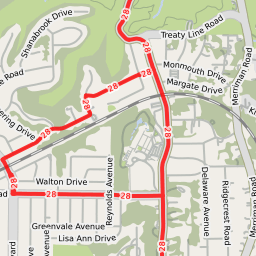 Shanabrook Drive
Treaty Line Road
Merriman Road
Monmouth Drive
Margate Drive
Road
28
28
28
28
28
28
28
28
28
28
28
ering Drive
Walton Drive
Reynolds Avenue
Greenvale Avenue
Lisa Ann Drive
Delaware Avenue
Ridgecrest Road
Merriman Road